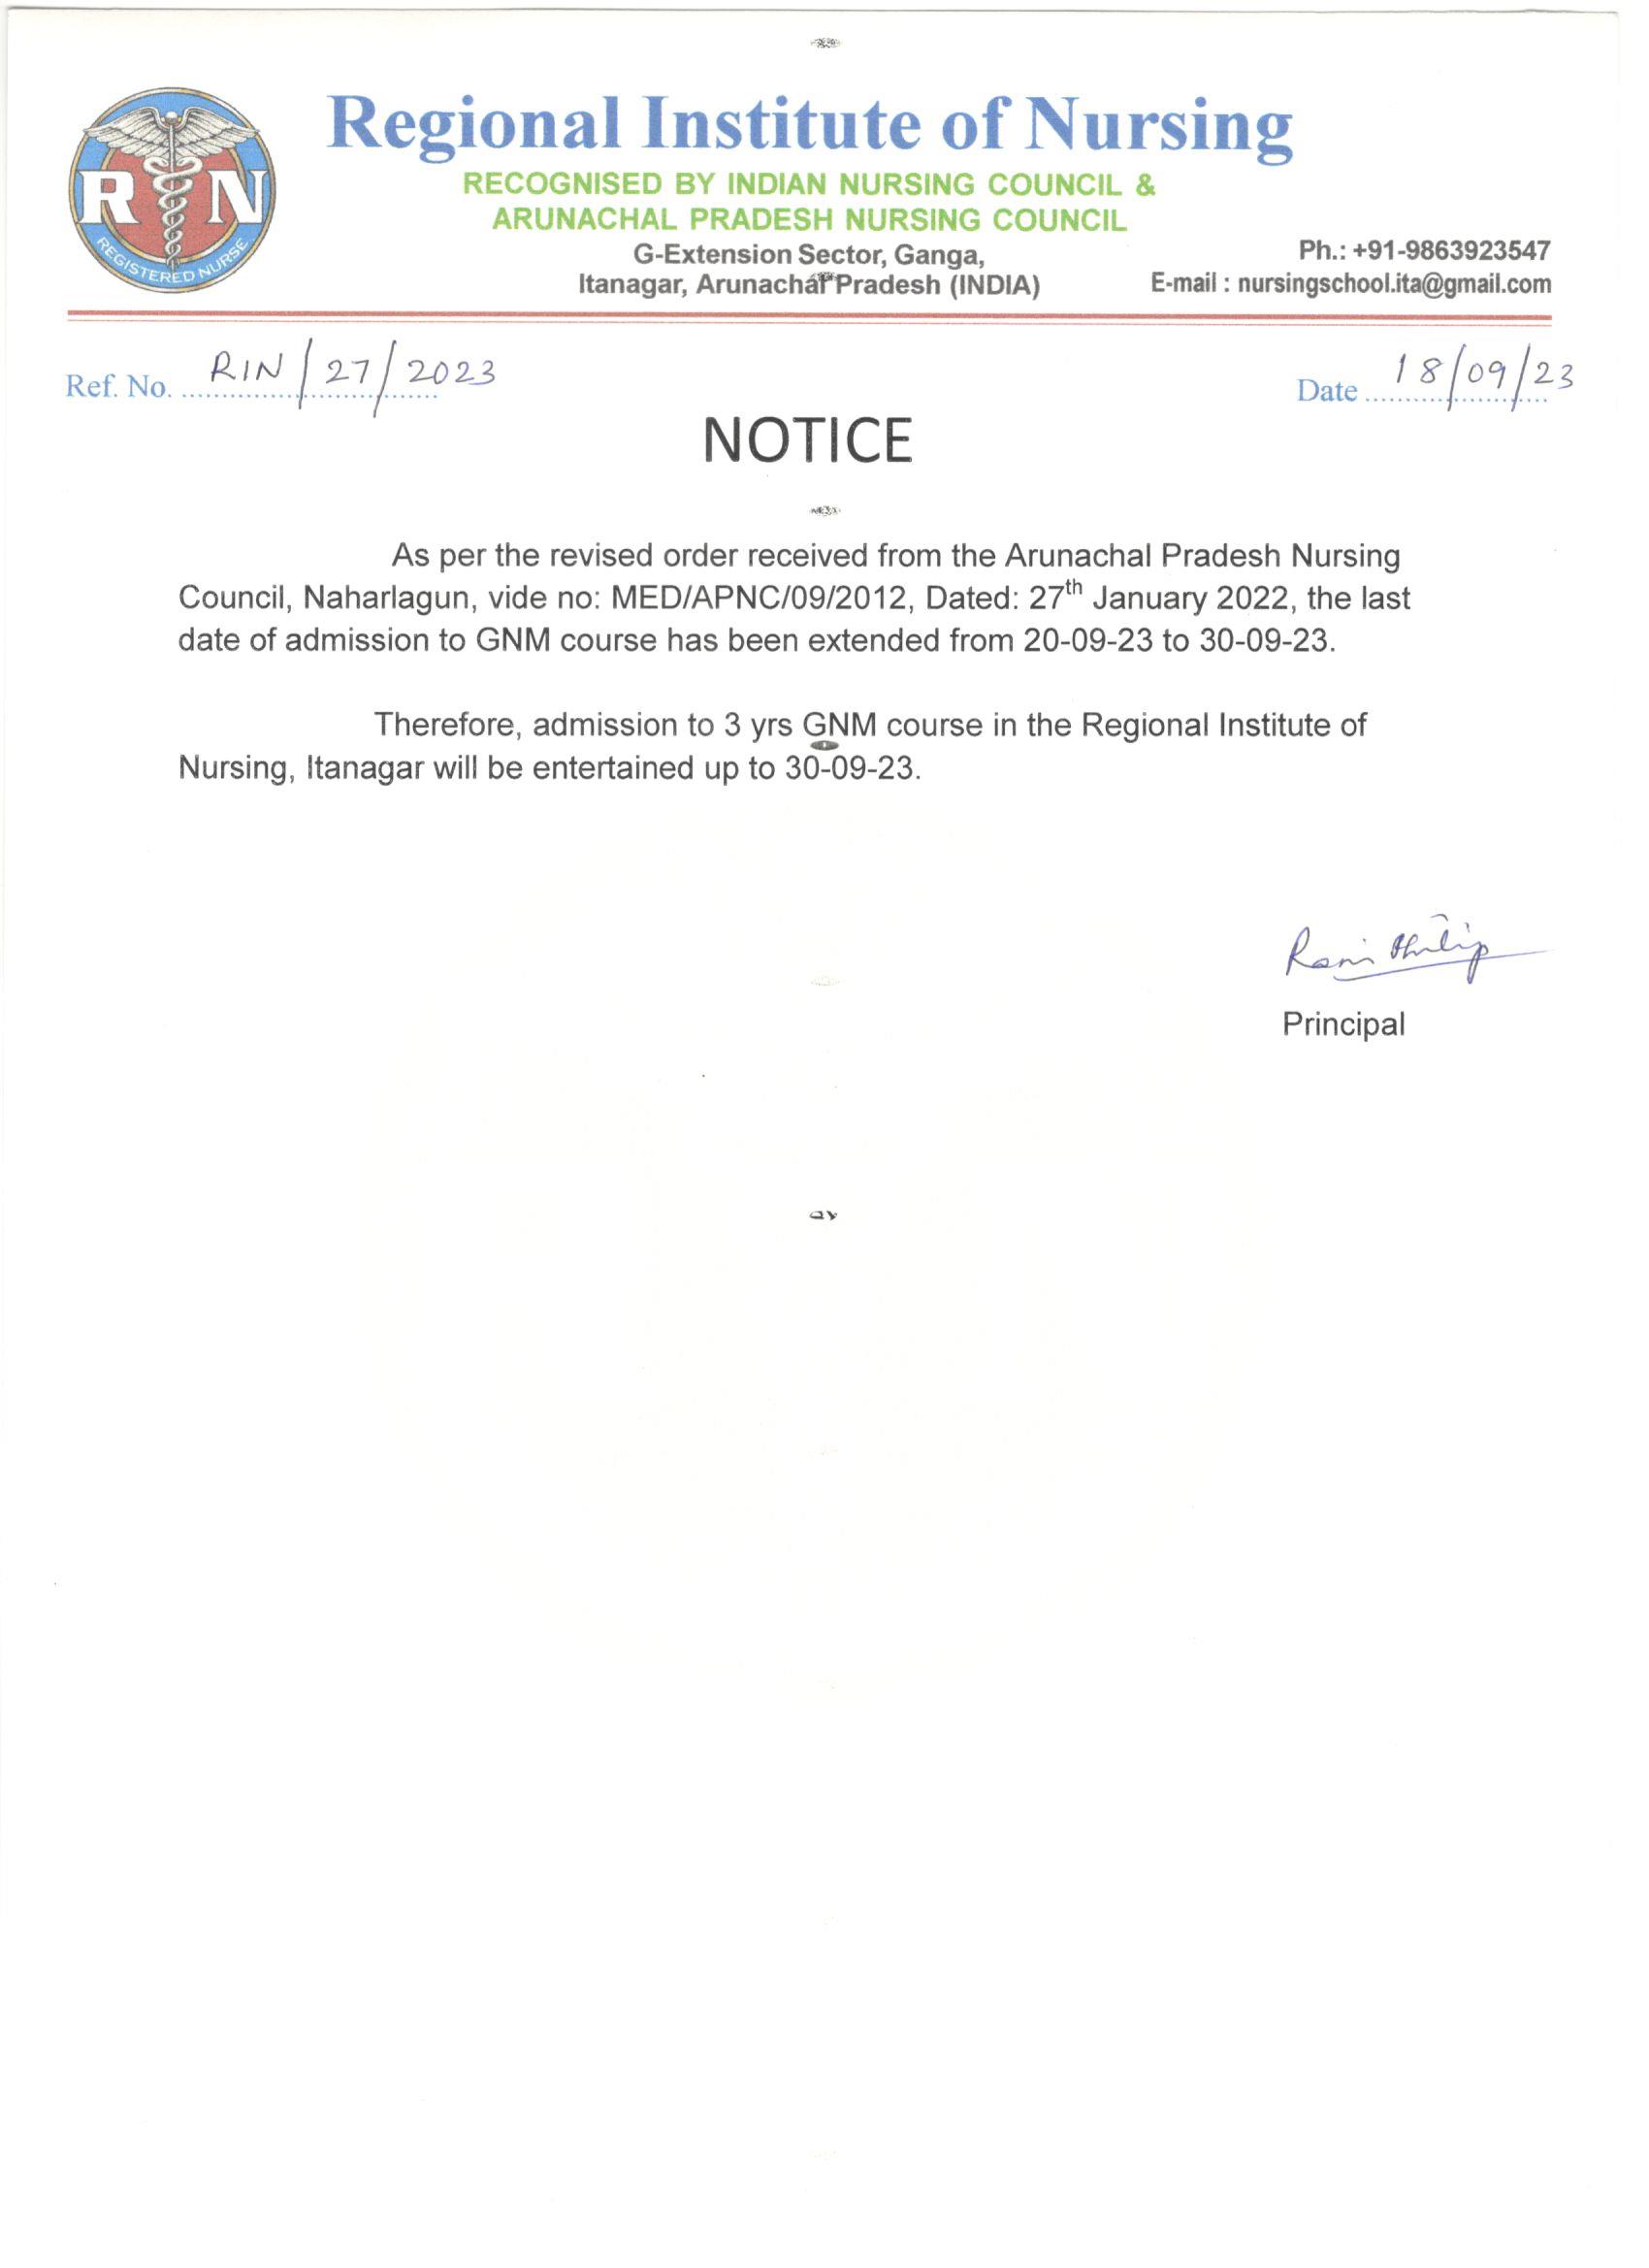 R N
REGISTERED NURSE
Regional Institute of Nursing
RECOGNISED BY INDIAN NURSING COUNCIL &
ARUNACHAL PRADESH NURSING COUNCIL
G-Extension Sector, Ganga,
Itanagar, Arunachal Pradesh (INDIA)
Ph.: +91-9863923547
E-mail : nursingschool.ita@gmail.com
Ref. No. RIN/27/2023
Date 18/09/23
NOTICE
As per the revised order received from the Arunachal Pradesh Nursing
Council, Naharlagun, vide no: MED/APNC/09/2012, Dated: 27th January 2022, the last
date of admission to GNM course has been extended from 20-09-23 to 30-09-23.
Therefore, admission to 3 yrs GNM course in the Regional Institute of
Nursing, Itanagar will be entertained up to 30-09-23.
Principal